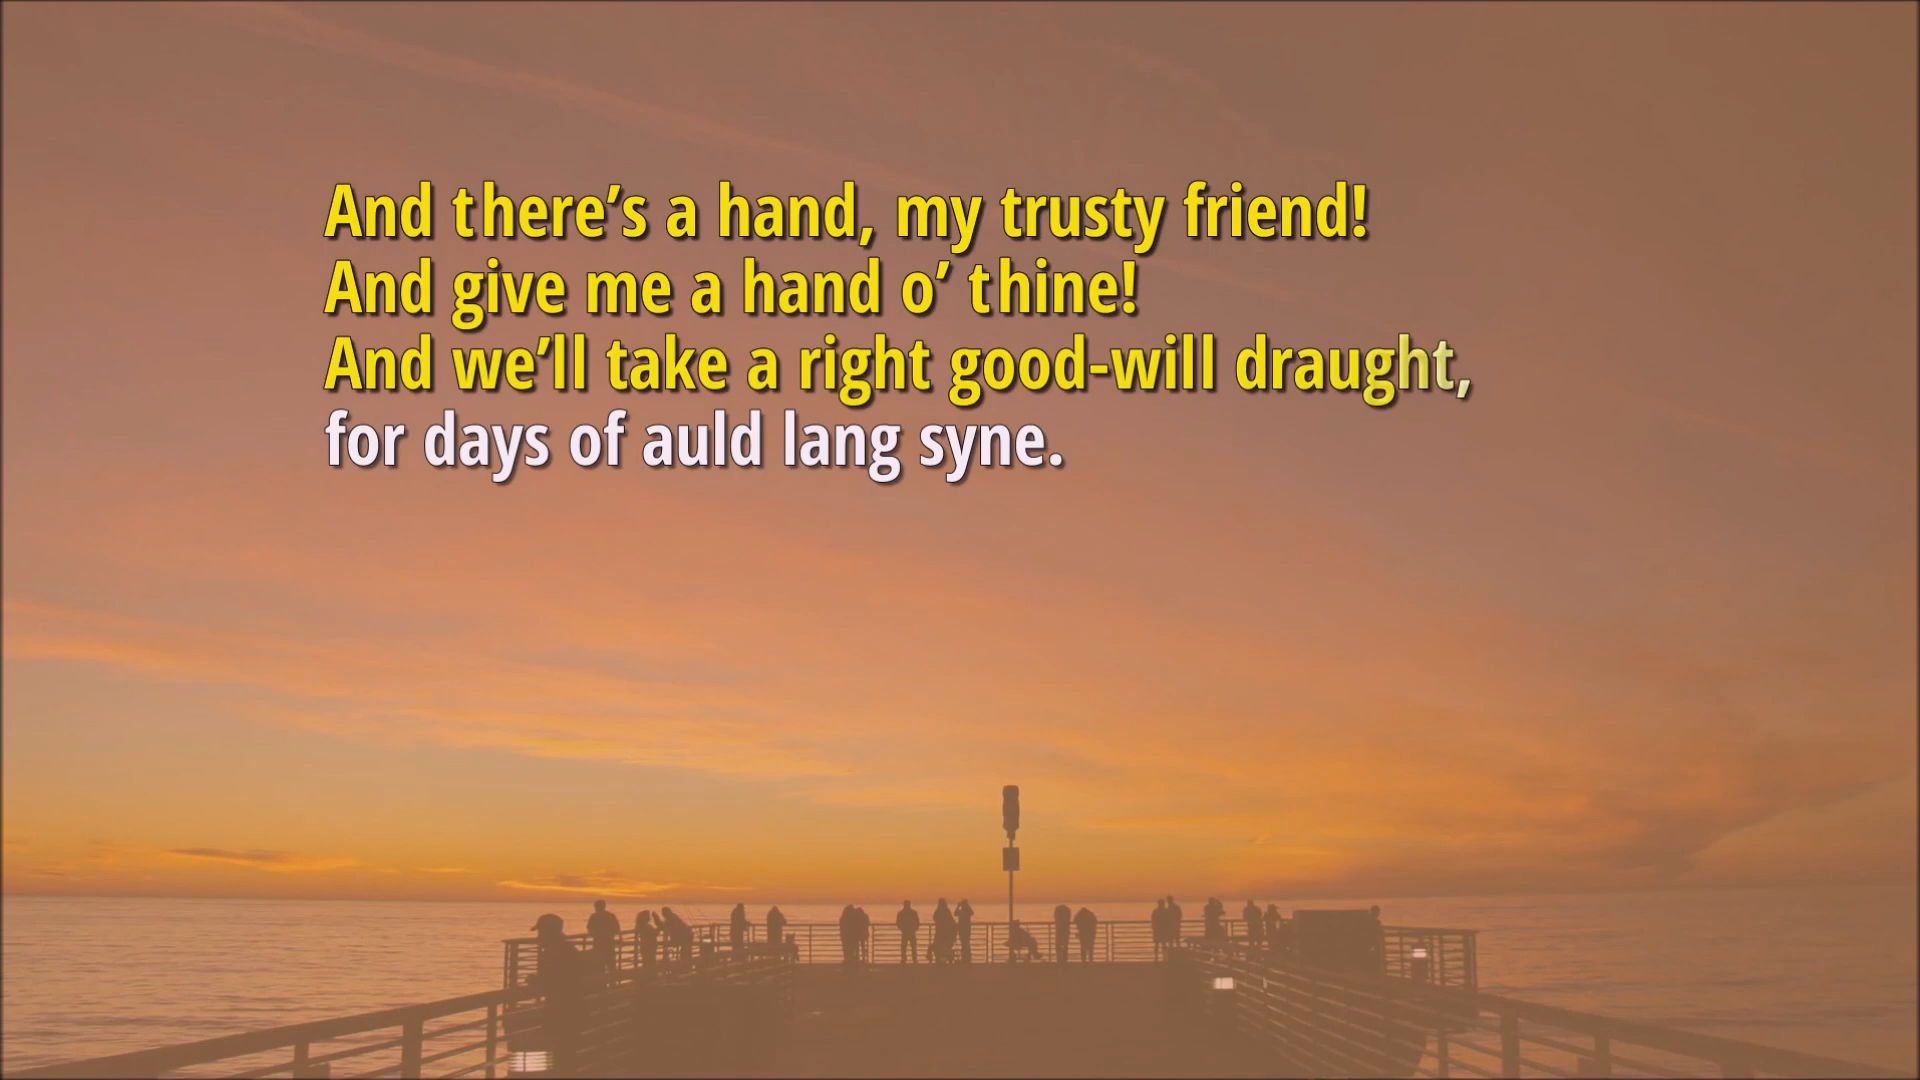 And there’s a hand, my trusty friend!
And give me a hand o’ thine!
And we’ll take a right good-will draught,
for days of auld lang syne.